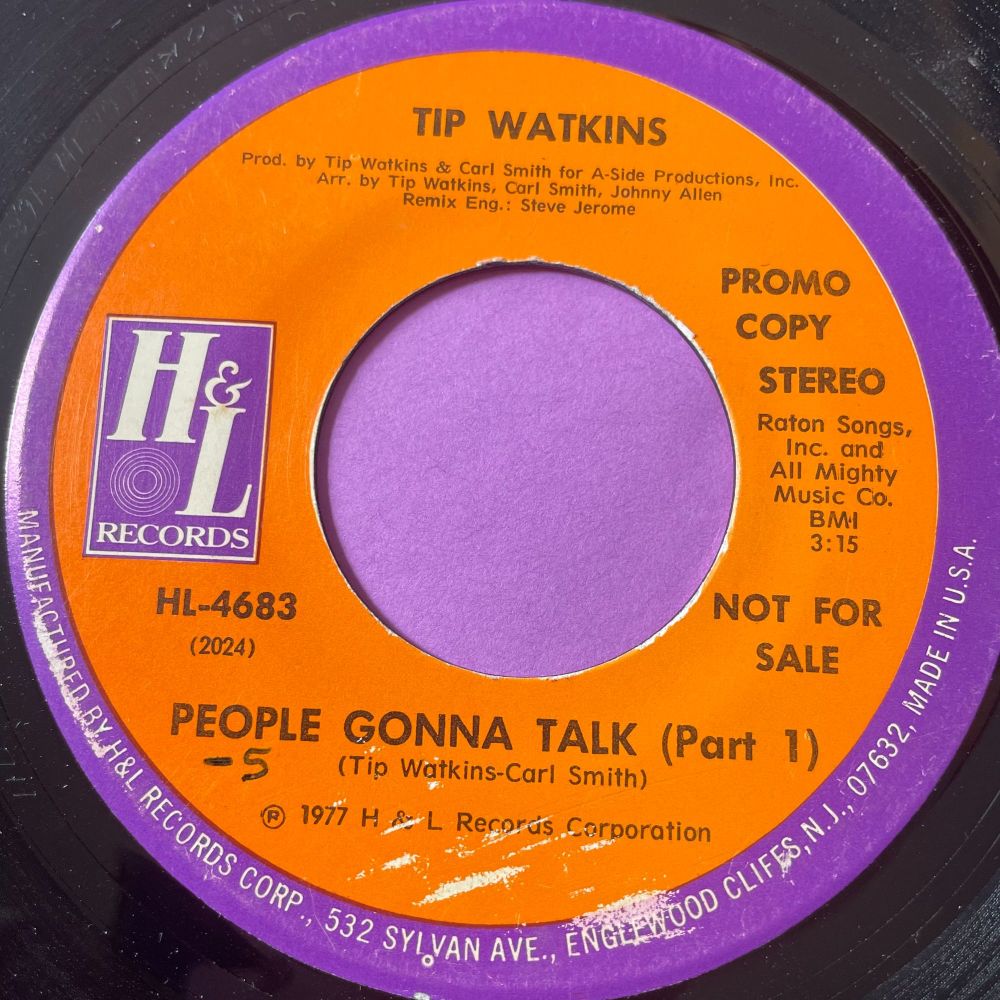 TIP WATKINS
Prod. by Tip Watkins & Carl Smith for A-Side Productions, Inc.
Arr. by Tip Watkins, Carl Smith, Johnny Allen
Remix Eng.: Steve Jerome
PROMO
COPY
STEREO
Raton Songs,
Inc. and
All Mighty
Music Co.
BMI
3:15
H&L
RECORDS
HL-4683
(2024)
NOT FOR
SALE
PEOPLE GONNA TALK (Part 1)
-5
(Tip Watkins-Carl Smith)
℗ 1977 H & L Records Corporation
MANUFACTURED BY H&L RECORDS CORP., 532 SYLVAN AVE., ENGLEWOOD CLIFFS, N.J., 07632, MADE IN U.S.A.